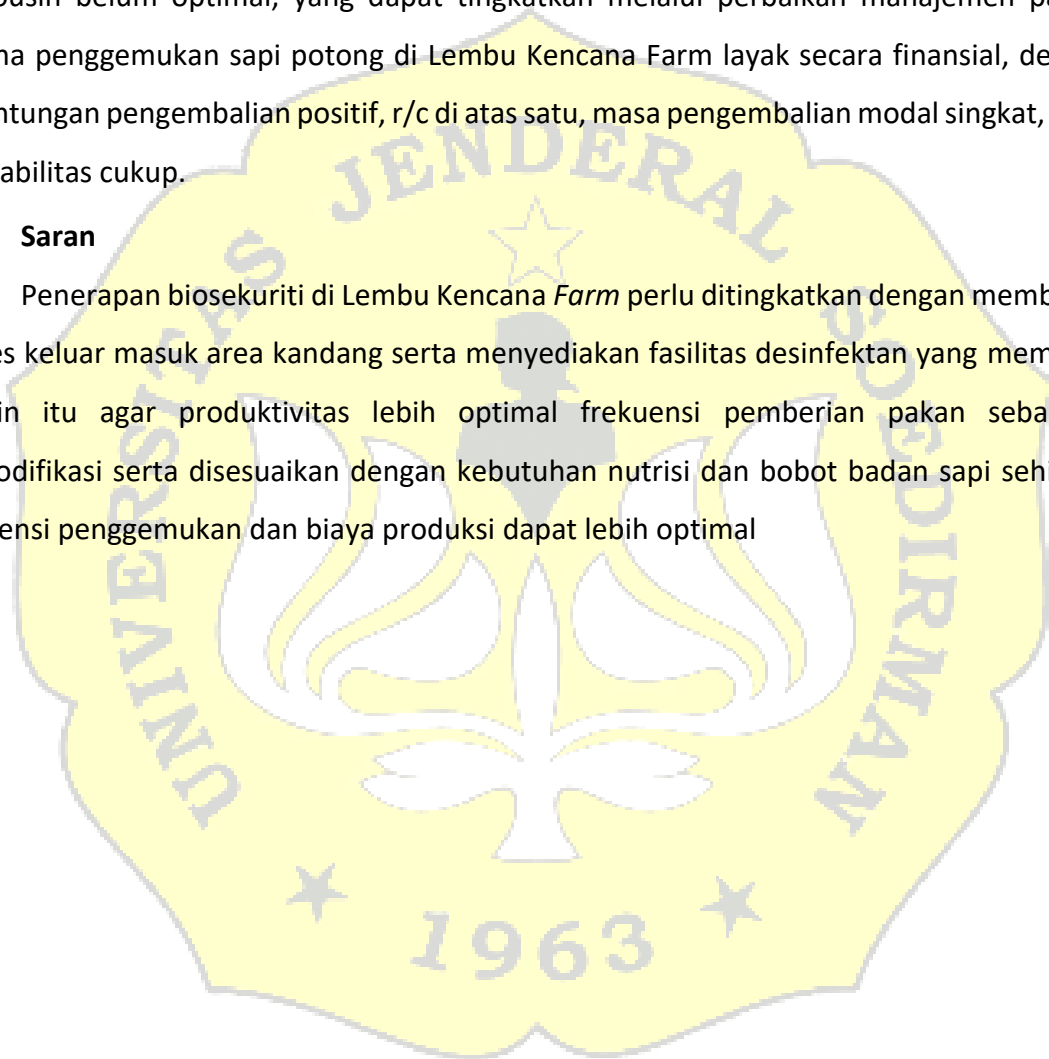 ousin belum optimal, yang dapat tingkatkan melalui perbaikan manajemen pa
na penggemukan sapi potong di Lembu Kencana Farm layak secara finansial, de
ntungan pengembalian positif, r/c di atas satu, masa pengembalian modal singkat,
abilitas cukup.
Saran
Penerapan biosekuriti di Lembu Kencana Farm perlu ditingkatkan dengan memb
es keluar masuk area kandang serta menyediakan fasilitas desinfektan yang mem
in itu agar produktivitas lebih optimal frekuensi pemberian pakan seba
odifikasi serta disesuaikan dengan kebutuhan nutrisi dan bobot badan sapi sehi
ensi penggemukan dan biaya produksi dapat lebih optimal
UNIVERSITAS JENDERAL SOEDIRMAN
1963